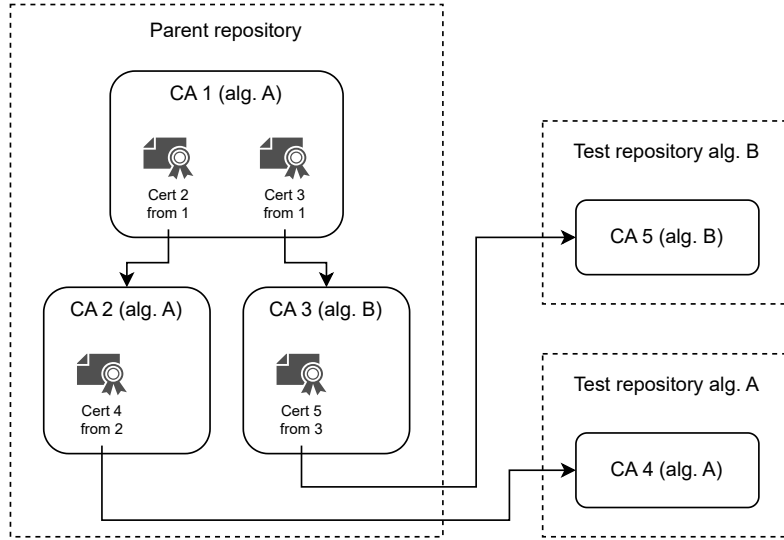 Parent repository
CA 1 (alg. A)
Cert 2
from 1
Cert 3
from 1
CA 2 (alg. A)
Cert 4
from 2
CA 3 (alg. B)
Cert 5
from 3
Test repository alg. B
CA 5 (alg. B)
Test repository alg. A
CA 4 (alg. A)